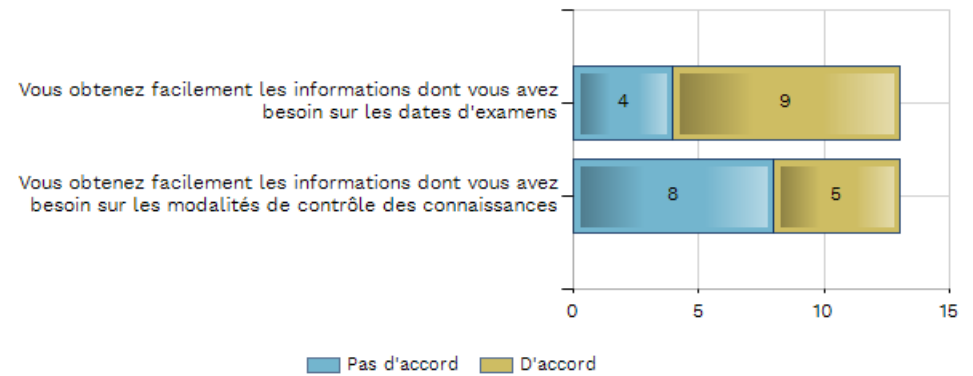 Vous obtenez facilement les informations dont vous avez
besoin sur les dates d'examens
4
9
Vous obtenez facilement les informations dont vous avez
besoin sur les modalités de contrôle des connaissances
8
5
0
5
10
15
Pas d'accord
D'accord